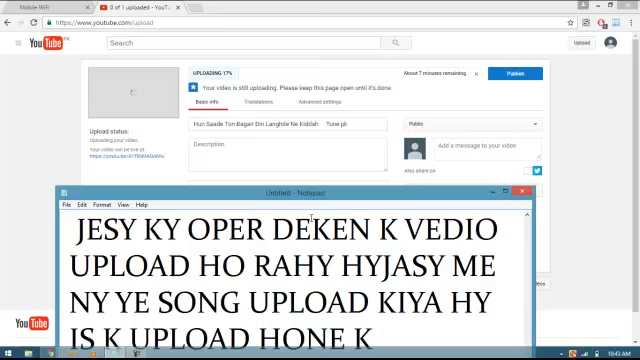 Mobile WiFi
0 of 1 uploaded - YouT
https://www.youtube.com/upload
YouTube
Search
Upload
UPLOADING 17%
About 7 minutes remaining.
Publish
Your video is still uploading. Please keep this page open until it's done.
Basic info
Translations
Advanced settings
Upload status:
Uploading your video.
Your video will be live at:
Hun Saade Ton Bagair Din Langhde Ne Kiddah Tune pk
Public
Description
Add a message to your video
Also share on
Untitled - Notepad
File Edit Format View Help
JESY KY OPER DEKEN K VEDIO
UPLOAD HO RAHY HYJASY ME
NY YE SONG UPLOAD KIYA HY
IS K UPLOAD HONE K
YouTube
10:43 AM